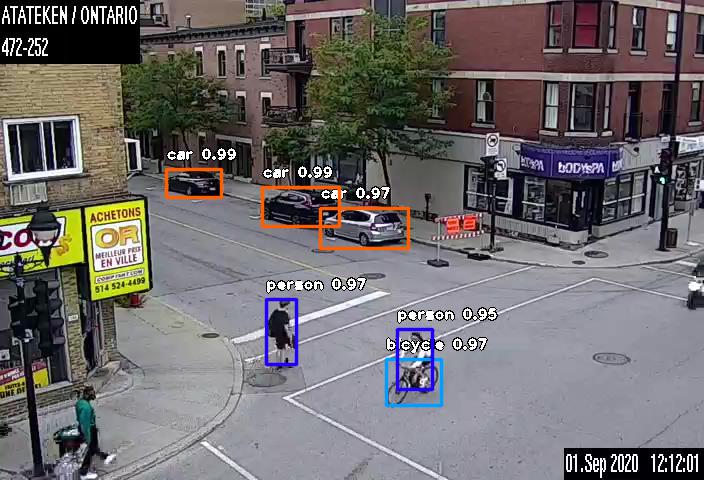 ATATEKEN / ONTARIO
472-252
car 0.99
car 0.99
car 0.97
person 0.97
person 0.95
bicycle 0.97
ACHETONS
OR
MEILLEUR PRIX
EN VILLE
COMPTANT.COM
514 524-4499
BODYSPA
01.Sep 2020 12:12:01